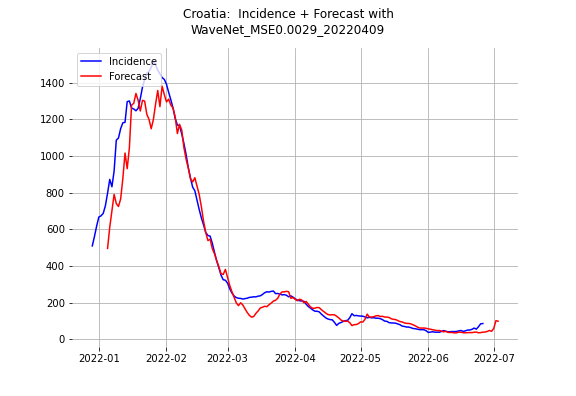 Croatia:  Incidence + Forecast with
WaveNet_MSE0.0029_20220409
Incidence
Forecast
1400
1200
1000
800
600
400
200
0
2022-01 2022-02 2022-03 2022-04 2022-05 2022-06 2022-07